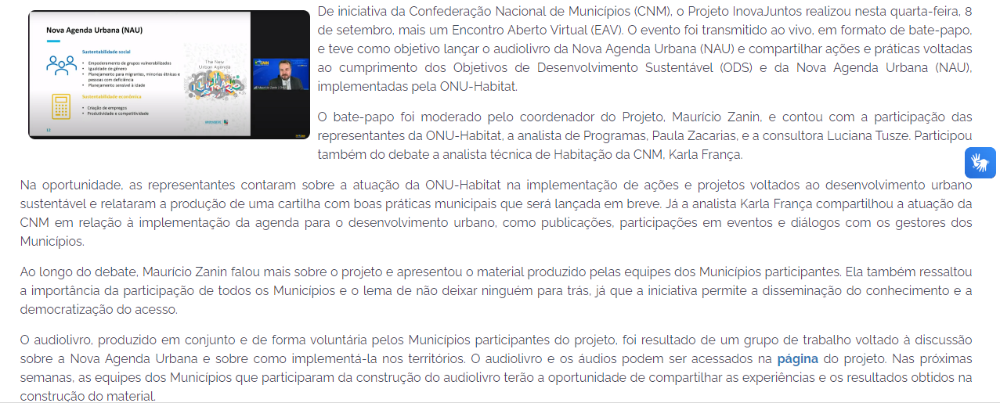 Nova Agenda Urbana (NAU)
Sustentabilidade social
• Empoderamento de grupos vulnerabilizados
• Igualdade de gênero
• Planejamento para migrantes, minorias étnicas e
pessoas com deficiência
• Planejamento sensível à idade
Sustentabilidade econômica
• Criação de empregos
• Produtividade e competitividade
12
The New
Urban Agenda
Maurício Zanin | CNM
De iniciativa da Confederação Nacional de Municípios (CNM), o Projeto InovaJuntos realizou nesta quarta-feira, 8
de setembro, mais um Encontro Aberto Virtual (EAV). O evento foi transmitido ao vivo, em formato de bate-papo,
e teve como objetivo lançar o audiolivro da Nova Agenda Urbana (NAU) e compartilhar ações e práticas voltadas
ao cumprimento dos Objetivos de Desenvolvimento Sustentável (ODS) e da Nova Agenda Urbana (NAU),
implementadas pela ONU-Habitat.
O bate-papo foi moderado pelo coordenador do Projeto, Maurício Zanin, e contou com a participação das
representantes da ONU-Habitat, a analista de Programas, Paula Zacarias, e a consultora Luciana Tusze. Participou
também do debate a analista técnica de Habitação da CNM, Karla França.
Na oportunidade, as representantes contaram sobre a atuação da ONU-Habitat na implementação de ações e projetos voltados ao desenvolvimento urbano
sustentável e relataram a produção de uma cartilha com boas práticas municipais que será lançada em breve. Já a analista Karla França compartilhou a atuação da
CNM em relação à implementação da agenda para o desenvolvimento urbano, como publicações, participações em eventos e diálogos com os gestores dos
Municípios.
Ao longo do debate, Maurício Zanin falou mais sobre o projeto e apresentou o material produzido pelas equipes dos Municípios participantes. Ela também ressaltou
a importância da participação de todos os Municípios e o lema de não deixar ninguém para trás, já que a iniciativa permite a disseminação do conhecimento e a
democratização do acesso.
O audiolivro, produzido em conjunto e de forma voluntária pelos Municípios participantes do projeto, foi resultado de um grupo de trabalho voltado à discussão
sobre a Nova Agenda Urbana e sobre como implementá-la nos territórios. O audiolivro e os áudios podem ser acessados na página do projeto. Nas próximas
semanas, as equipes dos Municípios que participaram da construção do audiolivro terão a oportunidade de compartilhar as experiências e os resultados obtidos na
construção do material.